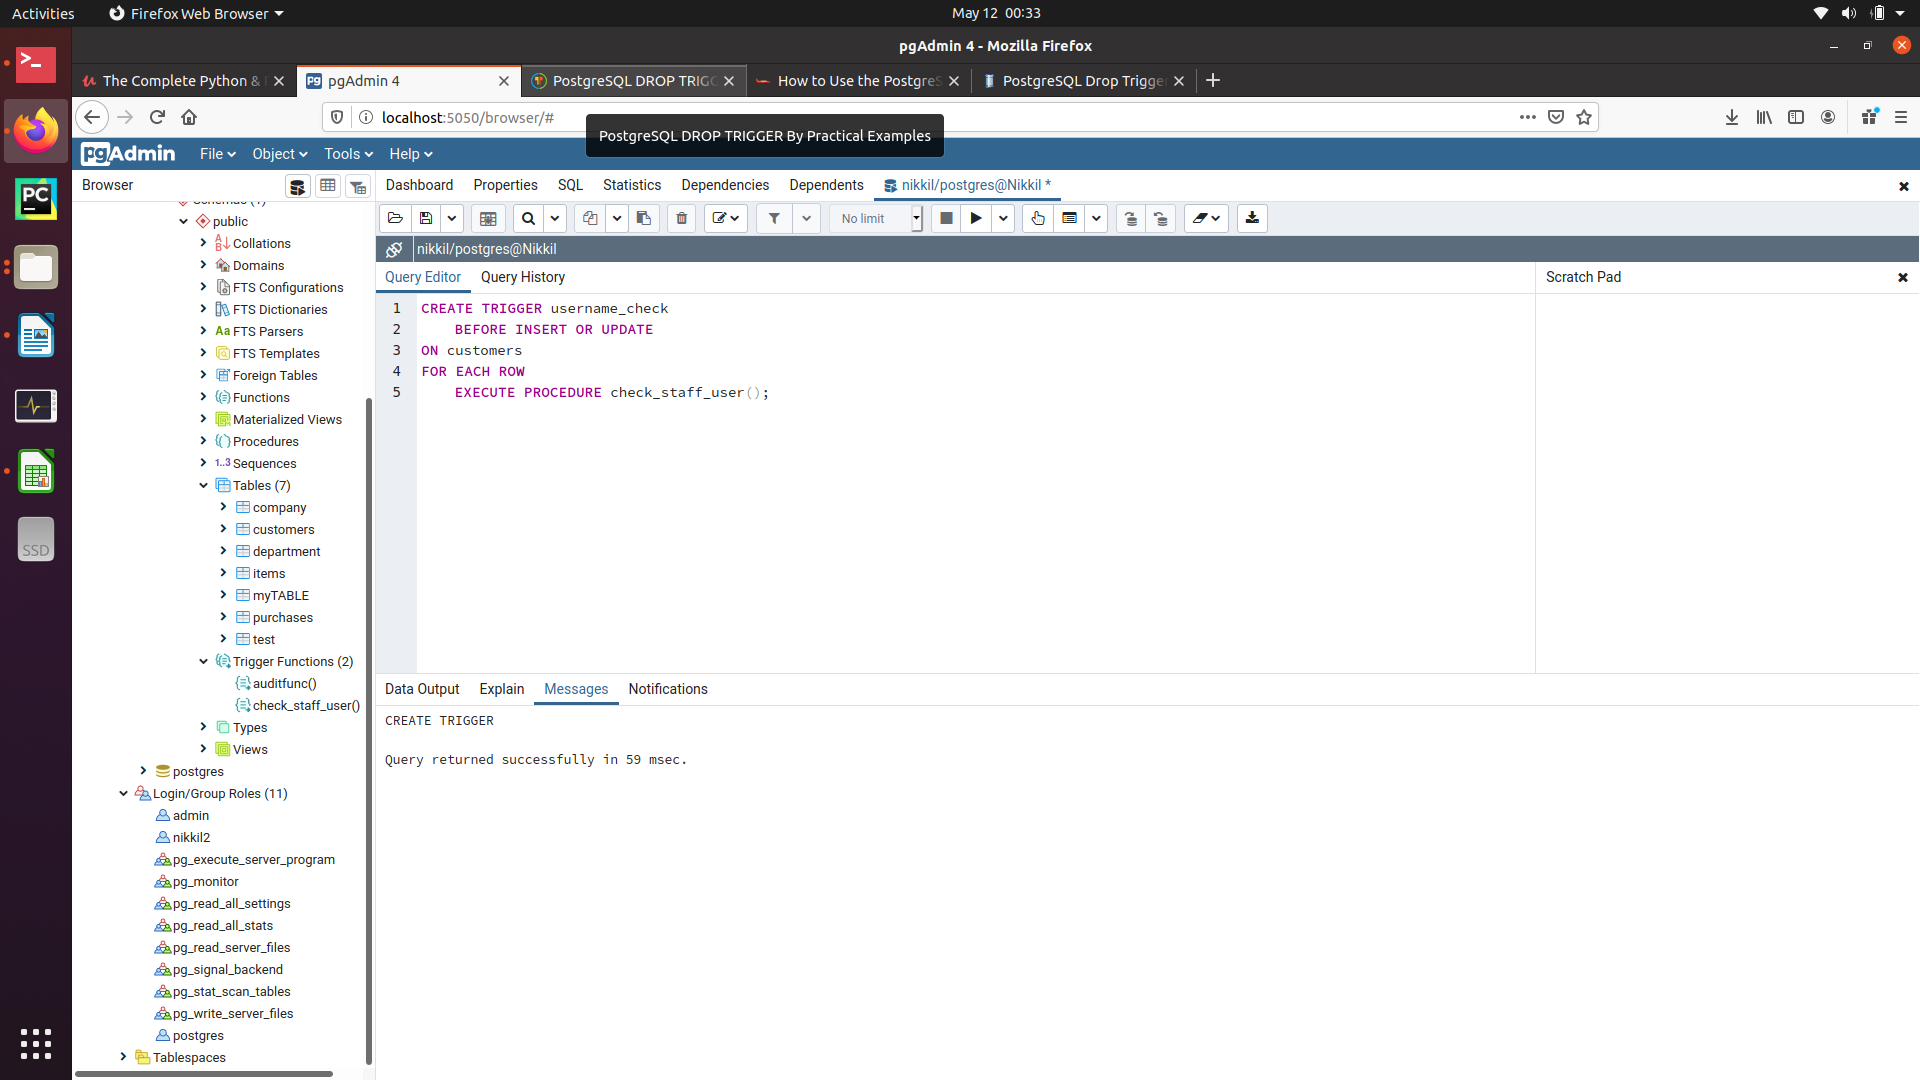 Activities
Firefox Web Browser
May 12 00:33
pgAdmin 4 - Mozilla Firefox
The Complete Python &
pgAdmin 4
PostgreSQL DROP TRIG
How to Use the Postgre
PostgreSQL Drop Trigge
localhost:5050/browser/#
PostgreSQL DROP TRIGGER By Practical Examples
pgAdmin
File
Object
Tools
Help
Browser
Dashboard
Properties
SQL
Statistics
Dependencies
Dependents
nikkil/postgres@Nikkil *
No limit
nikkil/postgres@Nikkil
Query Editor
Query History
Scratch Pad
1 CREATE TRIGGER username_check
2 BEFORE INSERT OR UPDATE
3 ON customers
4 FOR EACH ROW
5 EXECUTE PROCEDURE check_staff_user();
Schemas (1)
public
Collations
Domains
FTS Configurations
FTS Dictionaries
Aa FTS Parsers
FTS Templates
Foreign Tables
Functions
Materialized Views
Procedures
1..3 Sequences
Tables (7)
company
customers
department
items
myTABLE
purchases
test
Trigger Functions (2)
auditfunc()
check_staff_user()
Types
Views
postgres
Login/Group Roles (11)
admin
nikkil2
pg_execute_server_program
pg_monitor
pg_read_all_settings
pg_read_all_stats
pg_read_server_files
pg_signal_backend
pg_stat_scan_tables
pg_write_server_files
postgres
Tablespaces
Data Output
Explain
Messages
Notifications
CREATE TRIGGER
Query returned successfully in 59 msec.
PC
SSD